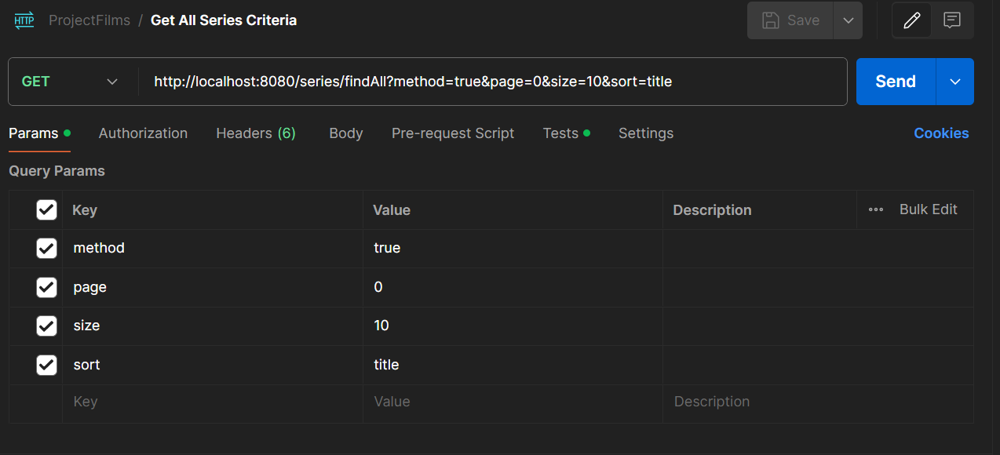 HTTP ProjectFilms / Get All Series Criteria Save
GET http://localhost:8080/series/findAll?method=true&page=0&size=10&sort=title Send
Params Authorization Headers (6) Body Pre-request Script Tests Settings Cookies
Query Params
Key Value Description ••• Bulk Edit
method true
page 0
size 10
sort title
Key Value Description